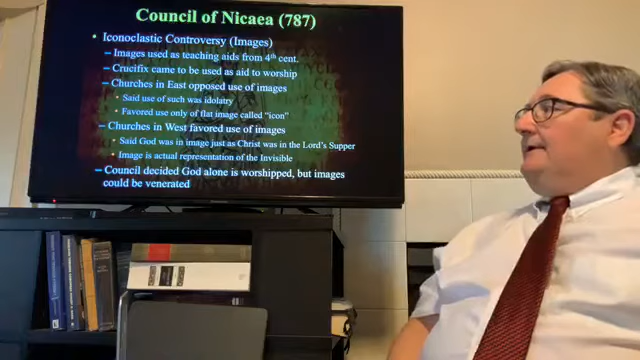 Council of Nicaea (787)
• Iconoclastic Controversy (Images)
– Images used as teaching aids from 4th cent.
– Crucifix came to be used as aid to worship
– Churches in East opposed use of images
• Said use of such was idolatry
• Favored use only of flat image called "icon"
– Churches in West favored use of images
• Said God was in image just as Christ was in the Lord's Supper
• Image is actual representation of the Invisible
– Council decided God alone is worshipped, but images
could be venerated